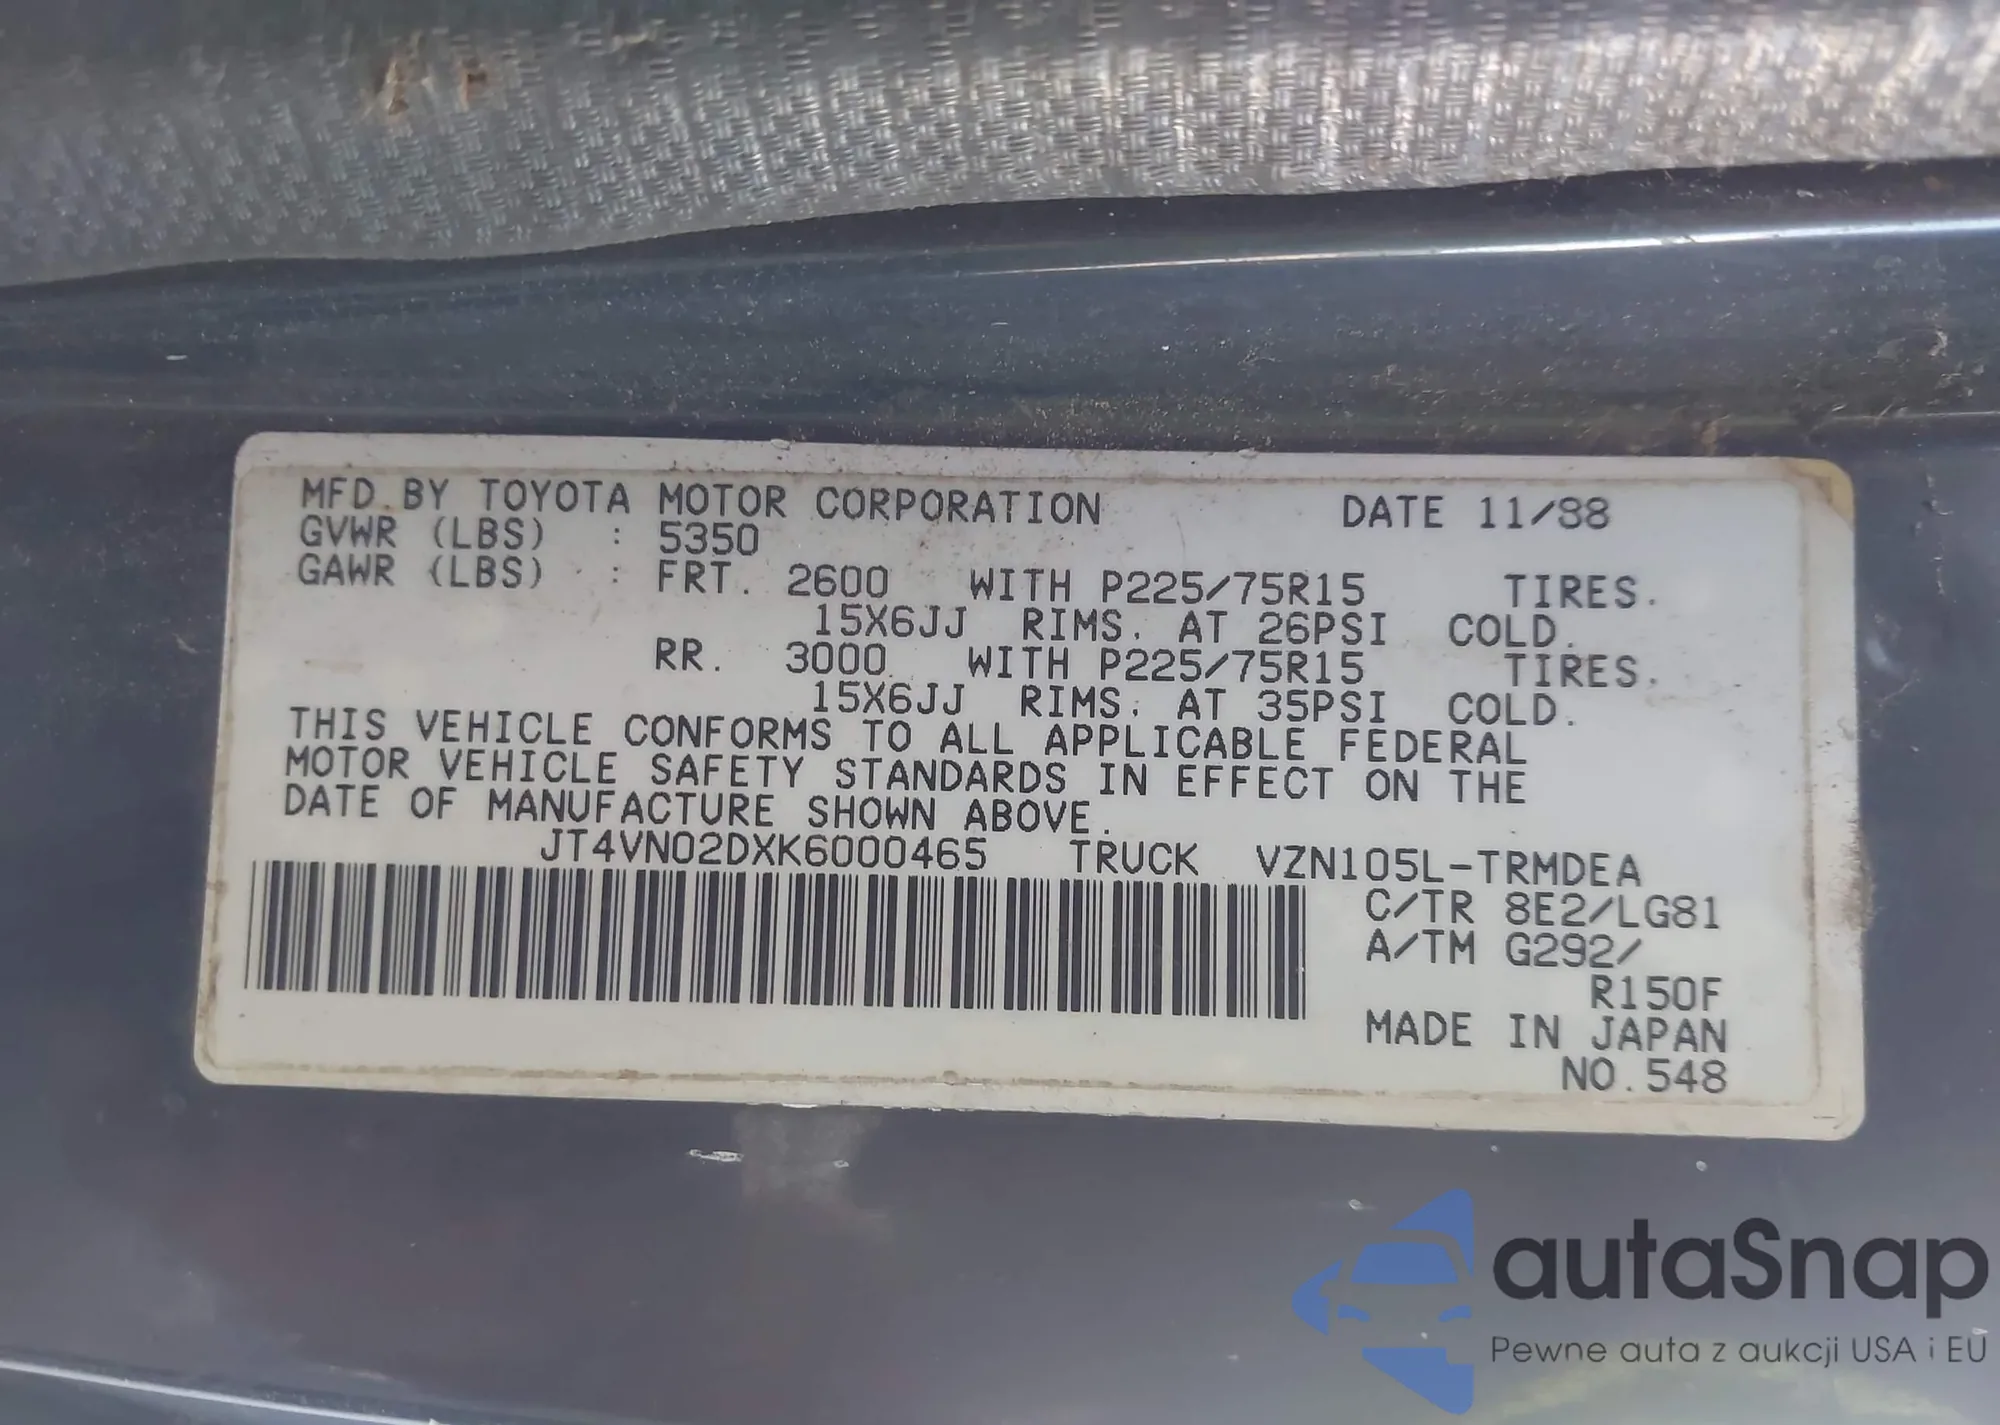 MFD.BY TOYOTA MOTOR CORPORATION DATE 11/88
GVWR (LBS) : 5350
GAWR (LBS) : FRT. 2600 WITH P225/75R15 TIRES.
15X6JJ RIMS. AT 26PSI COLD.
RR. 3000 WITH P225/75R15 TIRES.
15X6JJ RIMS. AT 35PSI COLD.
THIS VEHICLE CONFORMS TO ALL APPLICABLE FEDERAL
MOTOR VEHICLE SAFETY STANDARDS IN EFFECT ON THE
DATE OF MANUFACTURE SHOWN ABOVE.
JT4VN02DXK6000465 TRUCK VZN105L-TRMDEA
C/TR 8E2/LG81
A/TM G292/
R150F
MADE IN JAPAN
NO.548
autaSnap
Pewne auta z aukcji USA i EU